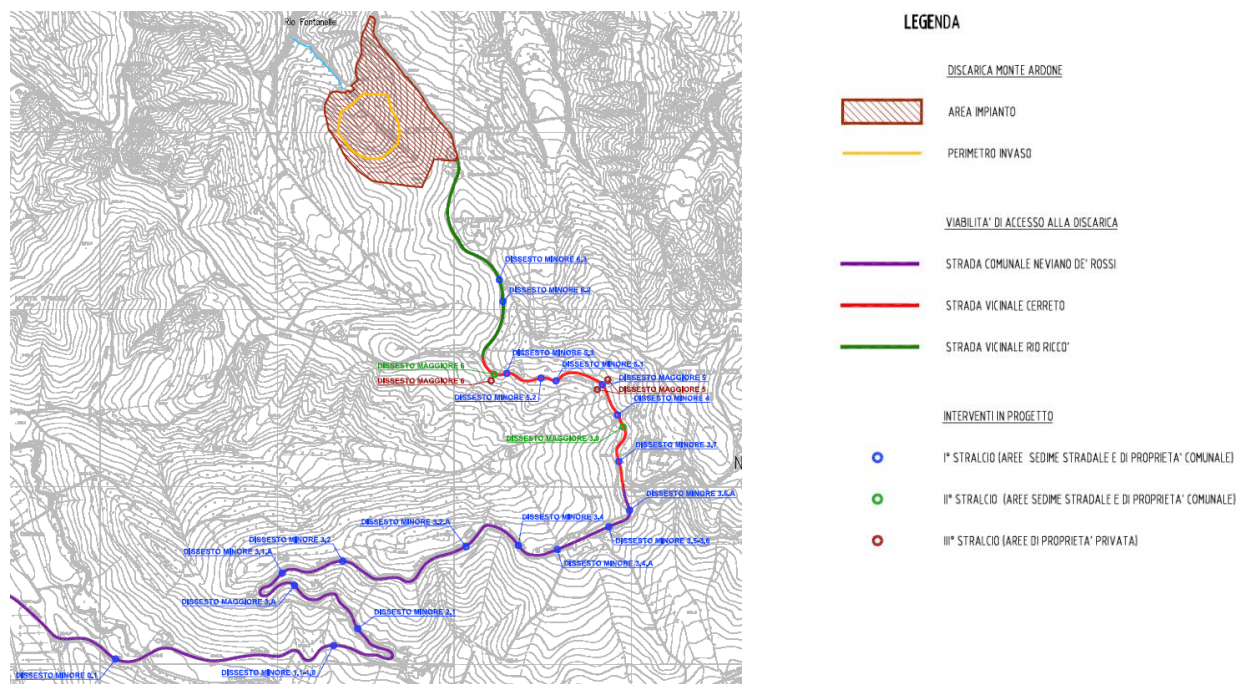 Rio Fontanelle
DISSESTO MINORE 6,3
DISSESTO MINORE 6,2
DISSESTO MINORE 5,3
DISSESTO MAGGIORE 6
DISSESTO MINORE 5,1
DISSESTO MAGGIORE 6
DISSESTO MAGGIORE 5
DISSESTO MAGGIORE 5
DISSESTO MINORE 5,2
DISSESTO MINORE 4
DISSESTO MAGGIORE 3,8
DISSESTO MINORE 3,7
N
DISSESTO MINORE 3,6,A
DISSESTO MINORE 3,2,A
DISSESTO MINORE 3,4
DISSESTO MINORE 3,2
DISSESTO MINORE 3,5-3,6
DISSESTO MINORE 3,1,A
DISSESTO MINORE 3,4,A
DISSESTO MAGGIORE 3,A
DISSESTO MINORE 2,1
DISSESTO MINORE 0,1
DISSESTO MINORE 1,1-1,8
LEGENDA
DISCARICA MONTE ARDONE
AREA IMPIANTO
PERIMETRO INVASO
VIABILITA' DI ACCESSO ALLA DISCARICA
STRADA COMUNALE NEVIANO DE' ROSSI
STRADA VICINALE CERRETO
STRADA VICINALE RIO RICCO'
INTERVENTI IN PROGETTO
I° STRALCIO (AREE SEDIME STRADALE E DI PROPRIETA' COMUNALE)
II° STRALCIO (AREE SEDIME STRADALE E DI PROPRIETA' COMUNALE)
III° STRALCIO (AREE DI PROPRIETA' PRIVATA)